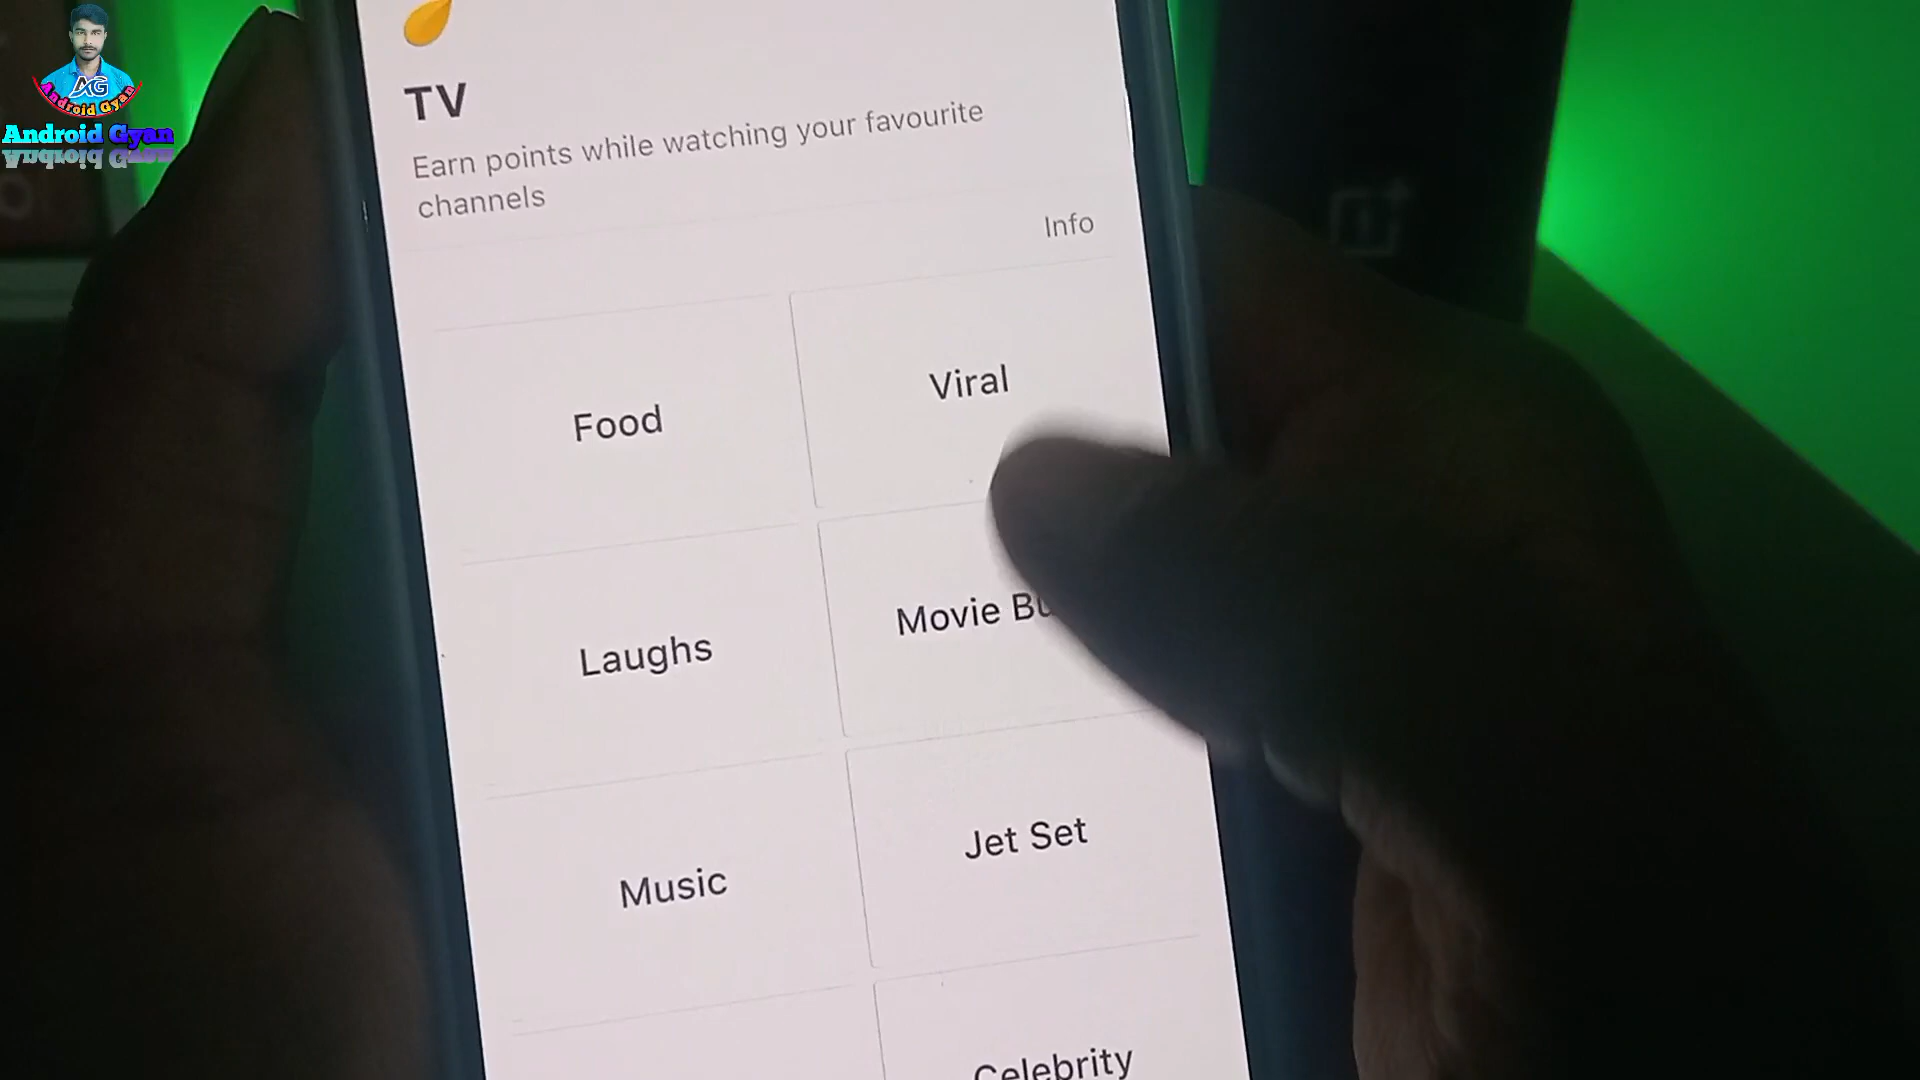 AG
Android Gyan
Android Gyan
TV
Earn points while watching your favourite
channels
Info
Food
Viral
Laughs
Movie
Music
Jet Set
Celebrity